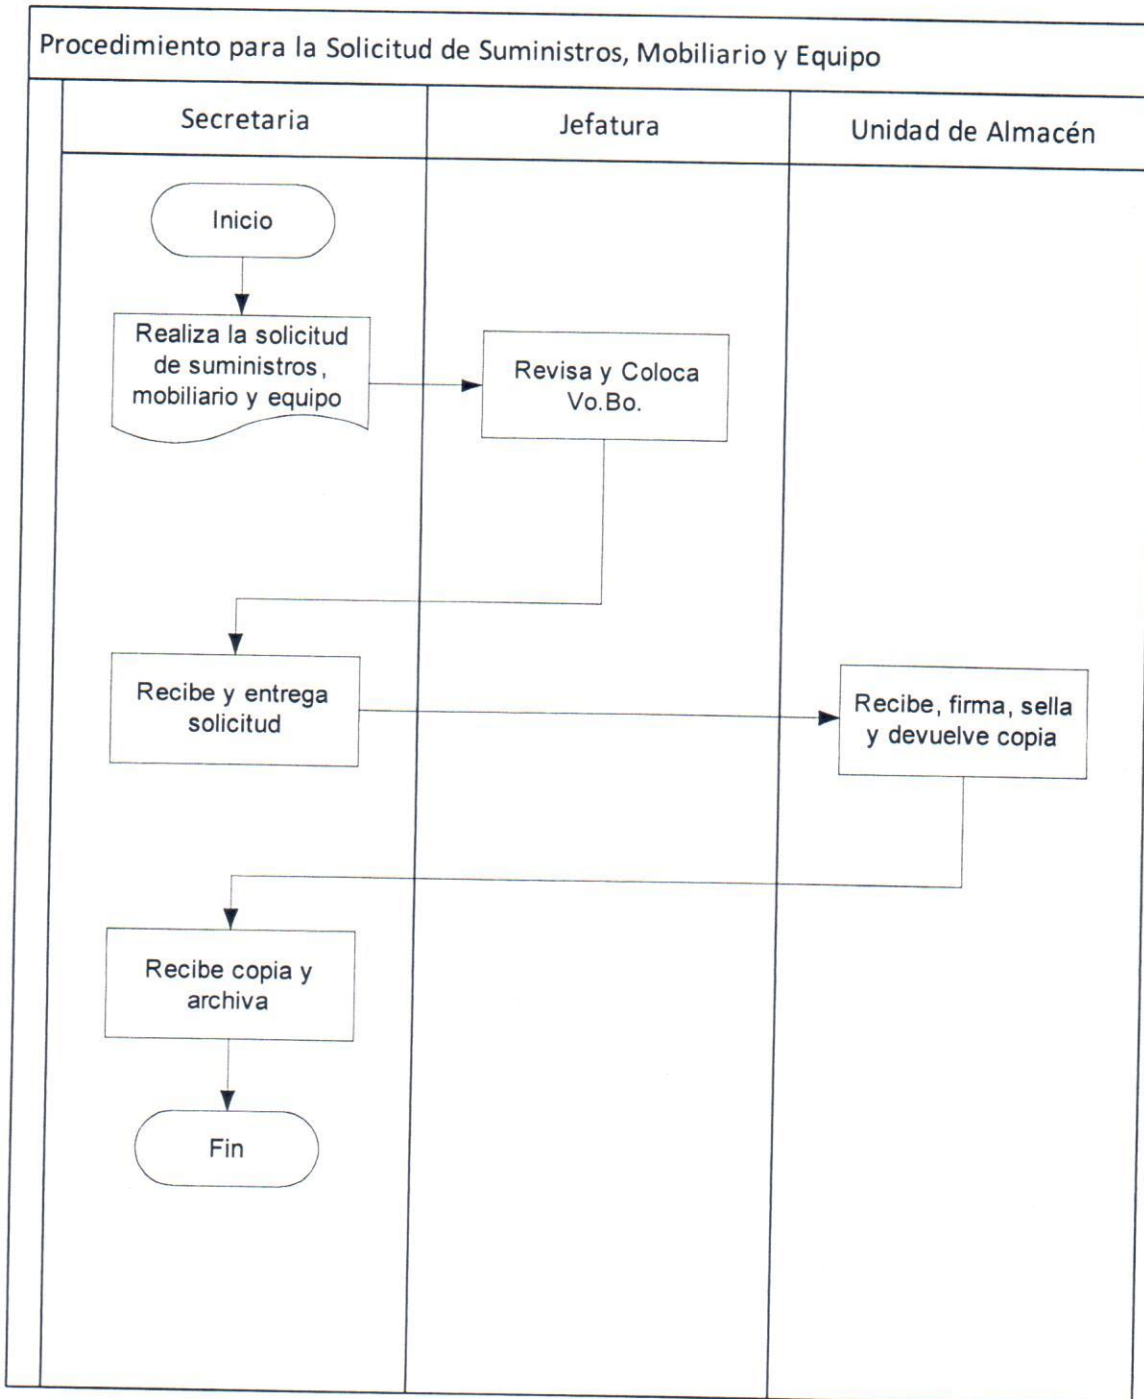 Procedimiento para la Solicitud de Suministros, Mobiliario y Equipo
Secretaria
Jefatura
Unidad de Almacén
Inicio
Realiza la solicitud
de suministros,
mobiliario y equipo
Revisa y Coloca
Vo.Bo.
Recibe y entrega
solicitud
Recibe, firma, sella
y devuelve copia
Recibe copia y
archiva
Fin